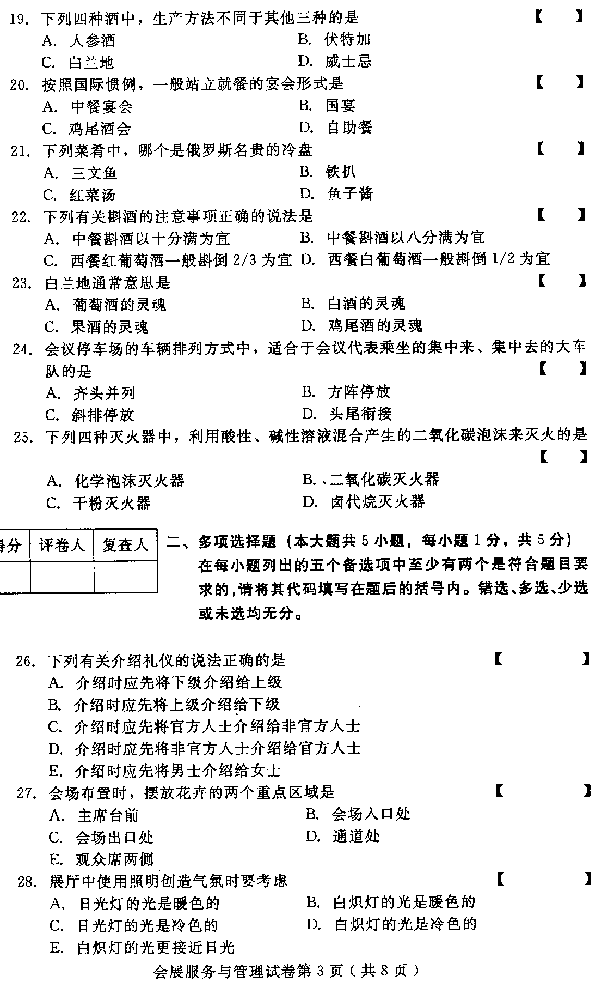 19. 下列四种酒中，生产方法不同于其他三种的是 【 】
A. 人参酒 B. 伏特加
C. 白兰地 D. 威士忌
20. 按照国际惯例，一般站立就餐的宴会形式是 【 】
A. 中餐宴会 B. 国宴
C. 鸡尾酒会 D. 自助餐
21. 下列菜肴中，哪个是俄罗斯名贵的冷盘 【 】
A. 三文鱼 B. 铁扒
C. 红菜汤 D. 鱼子酱
22. 下列有关斟酒的注意事项正确的说法是 【 】
A. 中餐斟酒以十分满为宜 B. 中餐斟酒以八分满为宜
C. 西餐红葡萄酒一般斟倒 2/3 为宜 D. 西餐白葡萄酒一般斟倒 1/2 为宜
23. 白兰地通常意思是 【 】
A. 葡萄酒的灵魂 B. 白酒的灵魂
C. 果酒的灵魂 D. 鸡尾酒的灵魂
24. 会议停车场的车辆排列方式中，适合于会议代表乘坐的集中来、集中去的大车
队的是 【 】
A. 齐头并列 B. 方阵停放
C. 斜排停放 D. 头尾衔接
25. 下列四种灭火器中，利用酸性、碱性溶液混合产生的二氧化碳泡沫来灭火的是
【 】
A. 化学泡沫灭火器 B. 二氧化碳灭火器
C. 干粉灭火器 D. 卤代烷灭火器
得分 评卷人 复查人
二、多项选择题（本大题共 5 小题，每小题 1 分，共 5 分）
在每小题列出的五个备选项中至少有两个是符合题目要
求的，请将其代码填写在题后的括号内。错选、多选、少选
或未选均无分。
26. 下列有关介绍礼仪的说法正确的是 【 】
A. 介绍时应先将下级介绍给上级
B. 介绍时应先将上级介绍给下级
C. 介绍时应先将官方人士介绍给非官方人士
D. 介绍时应先将非官方人士介绍给官方人士
E. 介绍时应先将男士介绍给女士
27. 会场布置时，摆放花卉的两个重点区域是 【 】
A. 主席台前 B. 会场入口处
C. 会场出口处 D. 通道处
E. 观众席两侧
28. 展厅中使用照明创造气氛时要考虑 【 】
A. 日光灯的光是暖色的 B. 白炽灯的光是暖色的
C. 日光灯的光是冷色的 D. 白炽灯的光是冷色的
E. 白炽灯的光更接近日光
会展服务与管理试卷第 3 页（共 8 页）